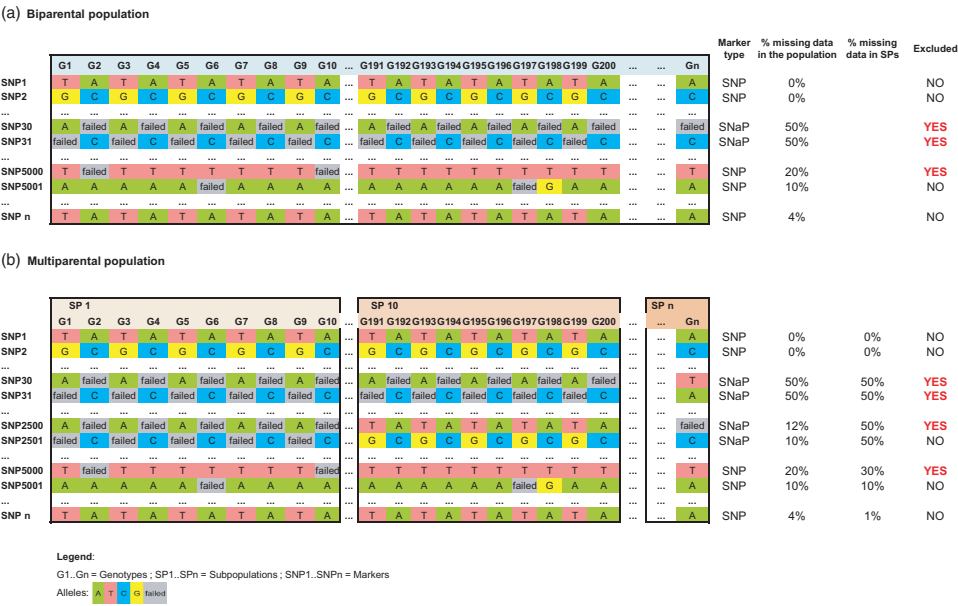 (a) Biparental population
Marker type % missing data in the population % missing data in SPs Excluded
G1 G2 G3 G4 G5 G6 G7 G8 G9 G10 ... G191 G192 G193 G194 G195 G196 G197 G198 G199 G200 ... ... Gn
SNP1 T A T A T A T A T A ... T A T A T A T A T A ... ... A SNP 0% NO
SNP2 G C G C G C G C G C ... G C G C G C G C G C ... ... C SNP 0% NO
... ... ... ... ... ... ... ... ... ... ... ... ... ... ... ... ... ... ... ... ... ... ... ... ...
SNP30 A failed A failed A failed A failed A failed ... A failed A failed A failed A failed A failed ... ... failed SNaP 50% YES
SNP31 failed C failed C failed C failed C failed C ... failed C failed C failed C failed C failed C ... ... C SNaP 50% YES
... ... ... ... ... ... ... ... ... ... ... ... ... ... ... ... ... ... ... ... ... ... ... ... ...
SNP5000 T failed T T T T T T T failed ... T T T T T T T T T T ... ... T SNP 20% YES
SNP5001 A A A A A failed A A A A ... A A A A A A failed G A A ... ... A SNP 10% NO
... ... ... ... ... ... ... ... ... ... ... ... ... ... ... ... ... ... ... ... ... ... ... ... ...
SNP n T A T A T A T A T A ... T A T A T A T A T A ... ... A SNP 4% NO
(b) Multiparental population
SP 1 SP 10 SP n
G1 G2 G3 G4 G5 G6 G7 G8 G9 G10 ... G191 G192 G193 G194 G195 G196 G197 G198 G199 G200 ... ... Gn
SNP1 T A T A T A T A T A ... T A T A T A T A T A ... ... A SNP 0% 0% NO
SNP2 G C G C G C G C G C ... G C G C G C G C G C ... ... C SNP 0% 0% NO
... ... ... ... ... ... ... ... ... ... ... ... ... ... ... ... ... ... ... ... ... ... ... ... ...
SNP30 A failed A failed A failed A failed A failed ... A failed A failed A failed A failed A failed ... ... T SNaP 50% 50% YES
SNP31 failed C failed C failed C failed C failed C ... failed C failed C failed C failed C failed C ... ... A SNaP 50% 50% YES
... ... ... ... ... ... ... ... ... ... ... ... ... ... ... ... ... ... ... ... ... ... ... ... ...
SNP2500 A failed A failed A failed A failed A failed ... T A T A T A T A T A ... ... failed SNaP 12% 50% YES
SNP2501 failed C failed C failed C failed C failed C ... G C G C G C G C G C ... ... C SNaP 10% 50% NO
... ... ... ... ... ... ... ... ... ... ... ... ... ... ... ... ... ... ... ... ... ... ... ... ...
SNP5000 T failed T T T T T T T failed ... T T T T T T T T T T ... ... T SNP 20% 30% YES
SNP5001 A A A A A failed A A A A ... A A A A A A failed G A A ... ... A SNP 10% 10% NO
... ... ... ... ... ... ... ... ... ... ... ... ... ... ... ... ... ... ... ... ... ... ... ... ...
SNP n T A T A T A T A T A ... T A T A T A T A T A ... ... A SNP 4% 1% NO
Legend:
G1..Gn = Genotypes ; SP1..SPn = Subpopulations ; SNP1..SNPn = Markers
Alleles: A T C G failed